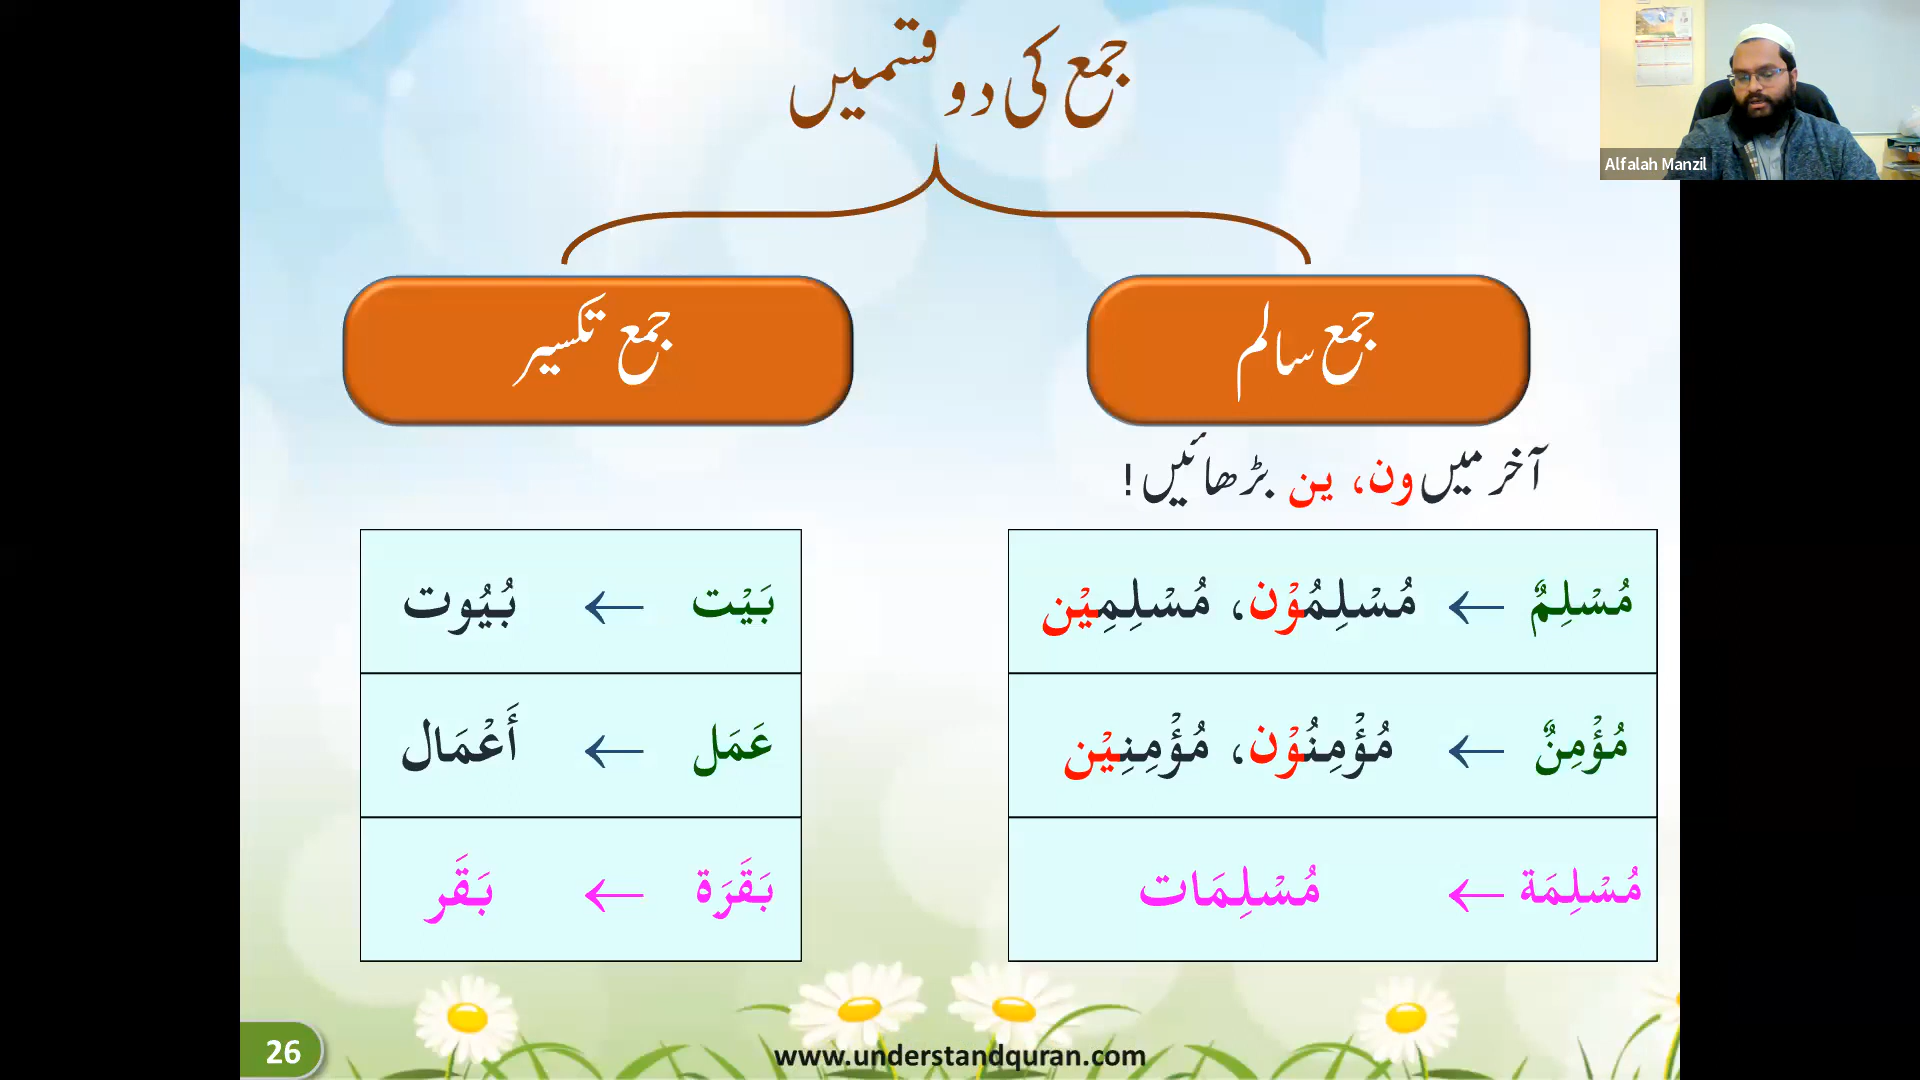 جمع کی دو قسمیں
جمع سالم
جمع تکسیر
آخر میں ون، ین بڑھائیں!
مُسْلِمٌ ← مُسْلِمُوْن، مُسْلِمِيْن
مُؤْمِنٌ ← مُؤْمِنُوْن، مُؤْمِنِيْن
مُسْلِمَة ← مُسْلِمَات
بَيْت ← بُيُوت
عَمَل ← أَعْمَال
بَقَرَة ← بَقَر
Alfalah Manzil
26
www.understandquran.com